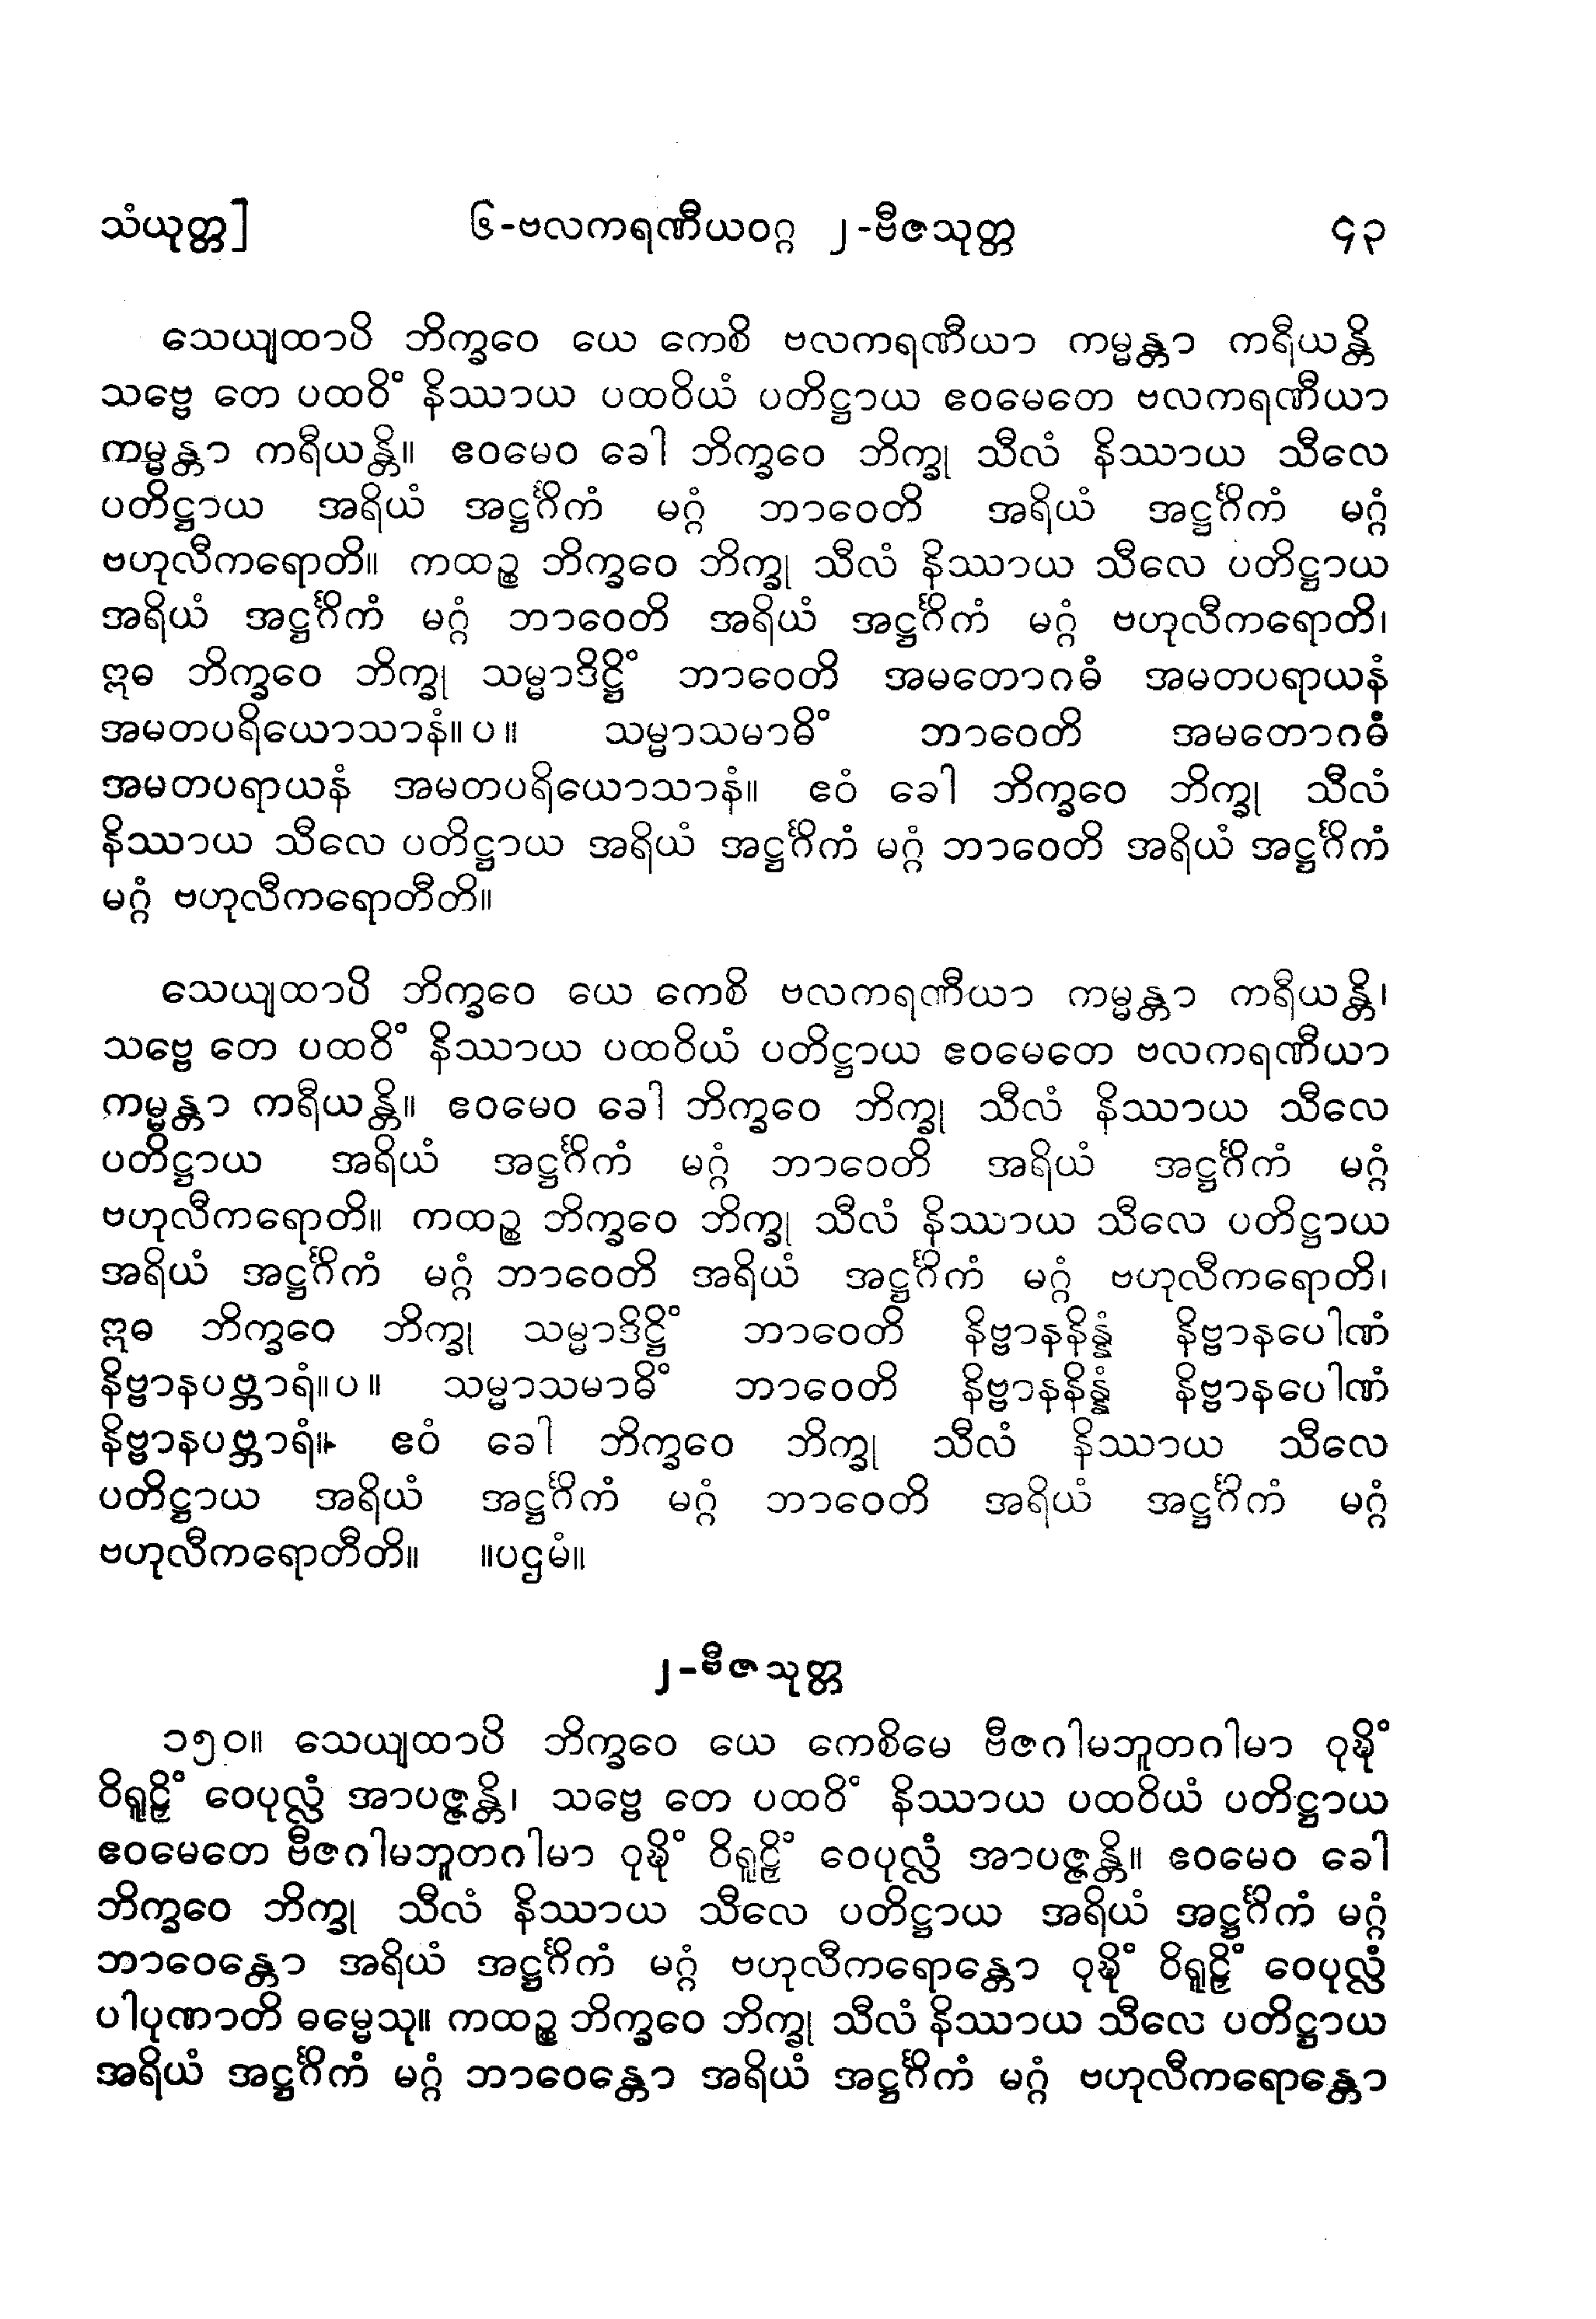 သံယုတ္တ] ၆-ဗလကရဏီယဝဂ္ဂ ၂-ဗီဇသုတ္တ ၄၃
သေယျထာပိ ဘိက္ခဝေ ယေ ကေစိ ဗလကရဏီယာ ကမ္မန္တာ ကရီယန္တိ
သဗ္ဗေ တေ ပထဝိံ နိဿာယ ပထဝိယံ ပတိဋ္ဌာယ ဧဝမေတေ ဗလကရဏီယာ
ကမ္မန္တာ ကရီယန္တိ။ ဧဝမေဝ ခေါ ဘိက္ခဝေ ဘိက္ခု သီလံ နိဿာယ သီလေ
ပတိဋ္ဌာယ အရိယံ အဋ္ဌင်္ဂိကံ မဂ္ဂံ ဘာဝေတိ အရိယံ အဋ္ဌင်္ဂိကံ မဂ္ဂံ
ဗဟုလီကရောတိ။ ကထဉ္စ ဘိက္ခဝေ ဘိက္ခု သီလံ နိဿာယ သီလေ ပတိဋ္ဌာယ
အရိယံ အဋ္ဌင်္ဂိကံ မဂ္ဂံ ဘာဝေတိ အရိယံ အဋ္ဌင်္ဂိကံ မဂ္ဂံ ဗဟုလီကရောတိ၊
ဣဓ ဘိက္ခဝေ ဘိက္ခု သမ္မာဒိဋ္ဌိံ ဘာဝေတိ အမတောဂဓံ အမတပရာယနံ
အမတပရိယောသာနံ။ပ။ သမ္မာသမာဓိံ ဘာဝေတိ အမတောဂဓံ
အမတပရာယနံ အမတပရိယောသာနံ။ ဧဝံ ခေါ ဘိက္ခဝေ ဘိက္ခု သီလံ
နိဿာယ သီလေ ပတိဋ္ဌာယ အရိယံ အဋ္ဌင်္ဂိကံ မဂ္ဂံ ဘာဝေတိ အရိယံ အဋ္ဌင်္ဂိကံ
မဂ္ဂံ ဗဟုလီကရောတီတိ။
သေယျထာပိ ဘိက္ခဝေ ယေ ကေစိ ဗလကရဏီယာ ကမ္မန္တာ ကရီယန္တိ၊
သဗ္ဗေ တေ ပထဝိံ နိဿာယ ပထဝိယံ ပတိဋ္ဌာယ ဧဝမေတေ ဗလကရဏီယာ
ကမ္မန္တာ ကရီယန္တိ။ ဧဝမေဝ ခေါ ဘိက္ခဝေ ဘိက္ခု သီလံ နိဿာယ သီလေ
ပတိဋ္ဌာယ အရိယံ အဋ္ဌင်္ဂိကံ မဂ္ဂံ ဘာဝေတိ အရိယံ အဋ္ဌင်္ဂိကံ မဂ္ဂံ
ဗဟုလီကရောတိ။ ကထဉ္စ ဘိက္ခဝေ ဘိက္ခု သီလံ နိဿာယ သီလေ ပတိဋ္ဌာယ
အရိယံ အဋ္ဌင်္ဂိကံ မဂ္ဂံ ဘာဝေတိ အရိယံ အဋ္ဌင်္ဂိကံ မဂ္ဂံ ဗဟုလီကရောတိ၊
ဣဓ ဘိက္ခဝေ ဘိက္ခု သမ္မာဒိဋ္ဌိံ ဘာဝေတိ နိဗ္ဗာနနိန္နံ နိဗ္ဗာနပေါဏံ
နိဗ္ဗာနပဗ္ဘာရံ။ပ။ သမ္မာသမာဓိံ ဘာဝေတိ နိဗ္ဗာနနိန္နံ နိဗ္ဗာနပေါဏံ
နိဗ္ဗာနပဗ္ဘာရံ။ ဧဝံ ခေါ ဘိက္ခဝေ ဘိက္ခု သီလံ နိဿာယ သီလေ
ပတိဋ္ဌာယ အရိယံ အဋ္ဌင်္ဂိကံ မဂ္ဂံ ဘာဝေတိ အရိယံ အဋ္ဌင်္ဂိကံ မဂ္ဂံ
ဗဟုလီကရောတီတိ။ ။ပဌမံ။
၂-ဗီဇသုတ္တ
၁၅၀။ သေယျထာပိ ဘိက္ခဝေ ယေ ကေစိမေ ဗီဇဂါမဘူတဂါမာ ဝုဍ္ဎိံ
ဝိရူဠှိံ ဝေပုလ္လံ အာပဇ္ဇန္တိ၊ သဗ္ဗေ တေ ပထဝိံ နိဿာယ ပထဝိယံ ပတိဋ္ဌာယ
ဧဝမေတေ ဗီဇဂါမဘူတဂါမာ ဝုဍ္ဎိံ ဝိရူဠှိံ ဝေပုလ္လံ အာပဇ္ဇန္တိ။ ဧဝမေဝ ခေါ
ဘိက္ခဝေ ဘိက္ခု သီလံ နိဿာယ သီလေ ပတိဋ္ဌာယ အရိယံ အဋ္ဌင်္ဂိကံ မဂ္ဂံ
ဘာဝေန္တော အရိယံ အဋ္ဌင်္ဂိကံ မဂ္ဂံ ဗဟုလီကရောန္တော ဝုဍ္ဎိံ ဝိရူဠှိံ ဝေပုလ္လံ
ပါပုဏာတိ ဓမ္မေသု။ ကထဉ္စ ဘိက္ခဝေ ဘိက္ခု သီလံ နိဿာယ သီလေ ပတိဋ္ဌာယ
အရိယံ အဋ္ဌင်္ဂိကံ မဂ္ဂံ ဘာဝေန္တော အရိယံ အဋ္ဌင်္ဂိကံ မဂ္ဂံ ဗဟုလီကရောန္တော